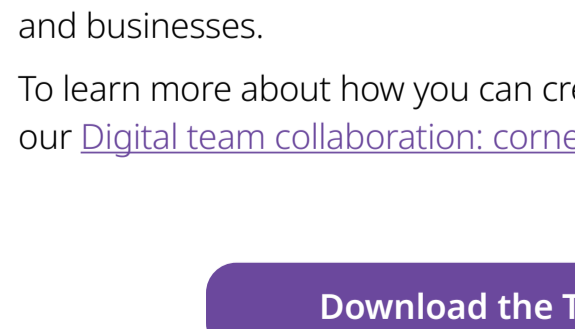 and businesses.
To learn more about how you can
our Digital team collaboration:
Download the